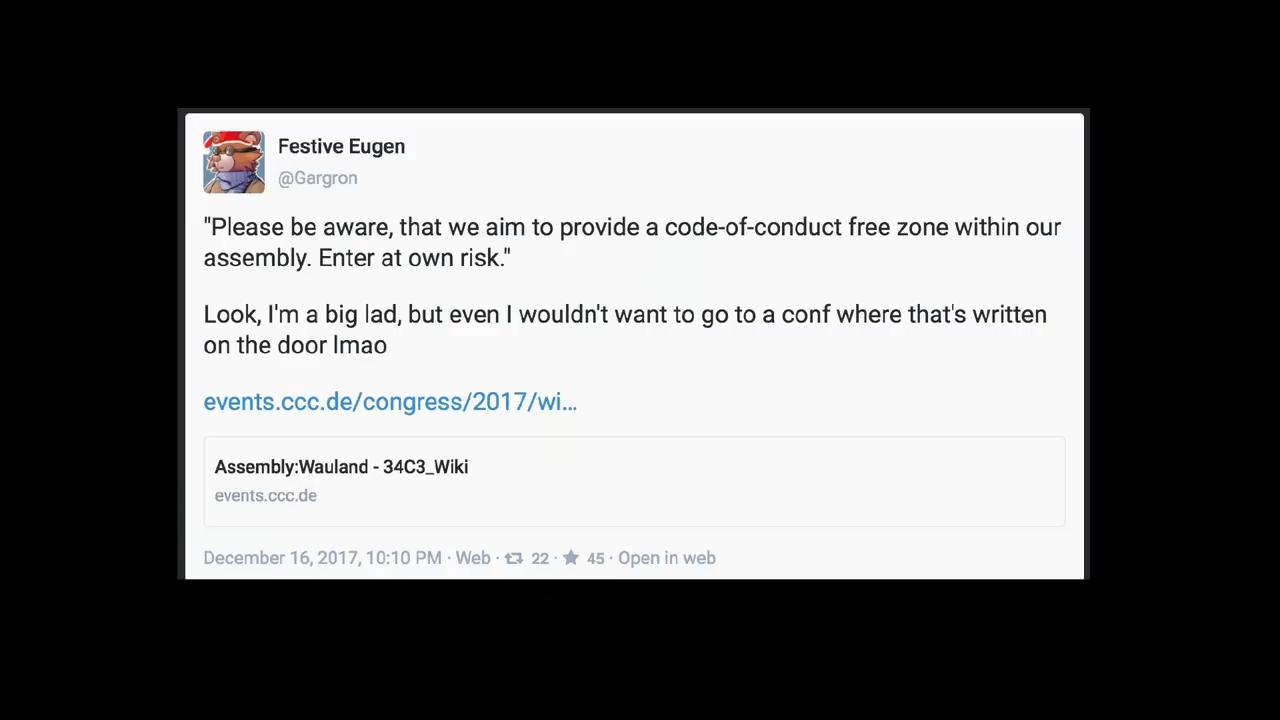 Festive Eugen
@Gargron
"Please be aware, that we aim to provide a code-of-conduct free zone within our
assembly. Enter at own risk."
Look, I'm a big lad, but even I wouldn't want to go to a conf where that's written
on the door lmao
events.ccc.de/congress/2017/wi…
Assembly:Wauland - 34C3_Wiki
events.ccc.de
December 16, 2017, 10:10 PM · Web · 22 · 45 · Open in web